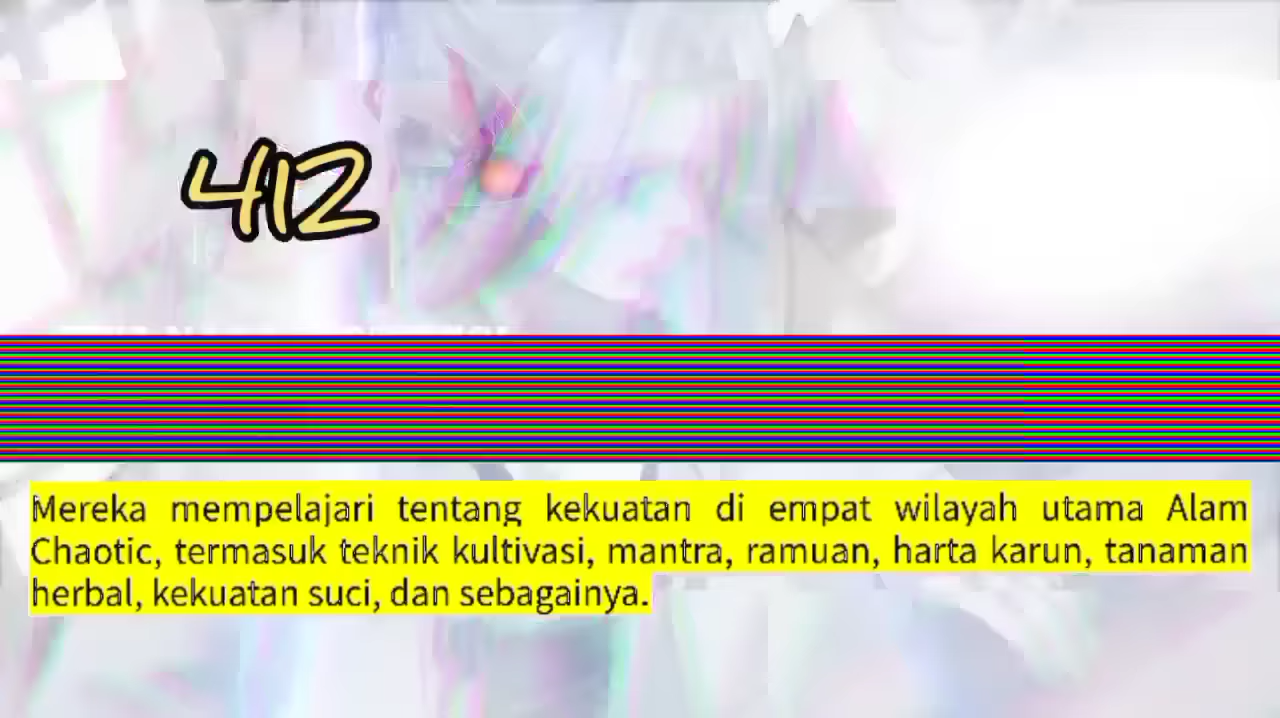 412
Mereka mempelajari tentang kekuatan di empat wilayah utama Alam
Chaotic, termasuk teknik kultivasi, mantra, ramuan, harta karun, tanaman
herbal, kekuatan suci, dan sebagainya.